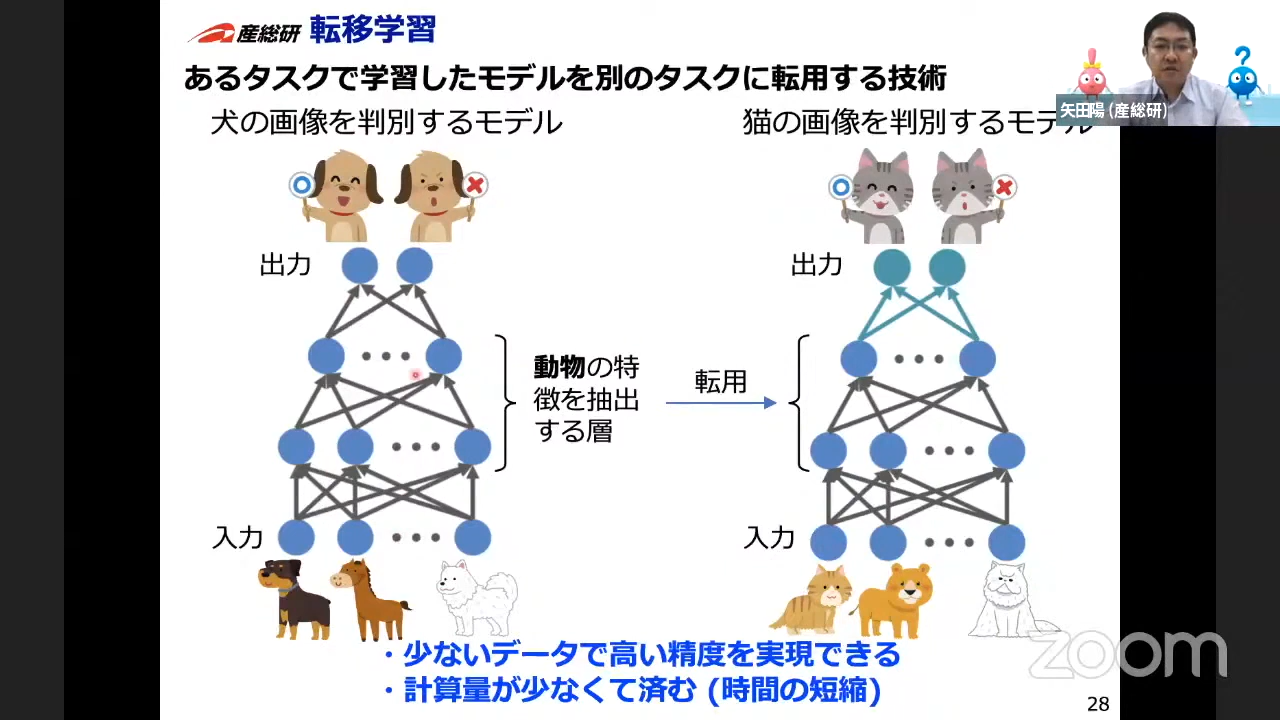 産総研 転移学習
あるタスクで学習したモデルを別のタスクに転用する技術
犬の画像を判別するモデル
猫の画像を判別するモデル
矢田陽 (産総研)
出力
出力
動物の特
徴を抽出
する層
転用
入力
入力
・少ないデータで高い精度を実現できる
・計算量が少なくて済む (時間の短縮)
zoom
28